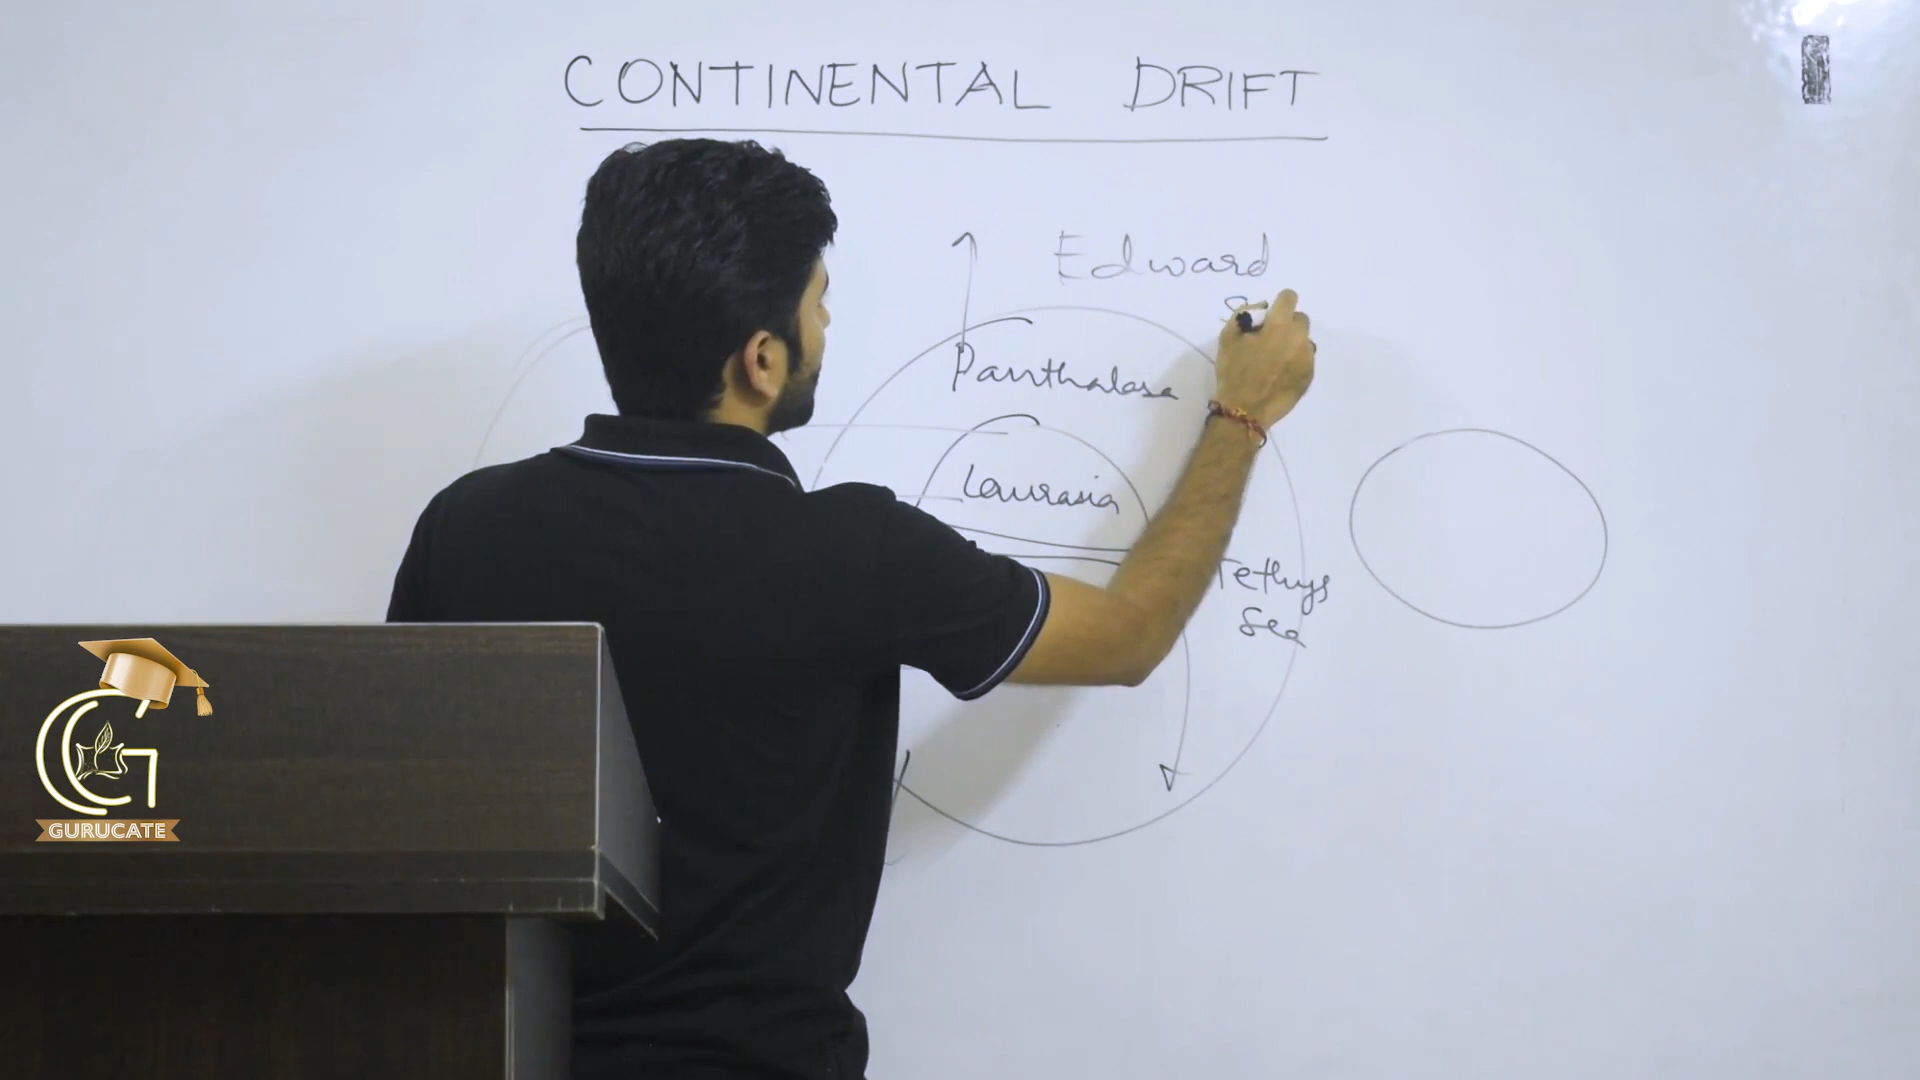 CONTINENTAL DRIFT
Edward
S
Panthalasa
Laurasia
Tethys
Sea
GURUCATE